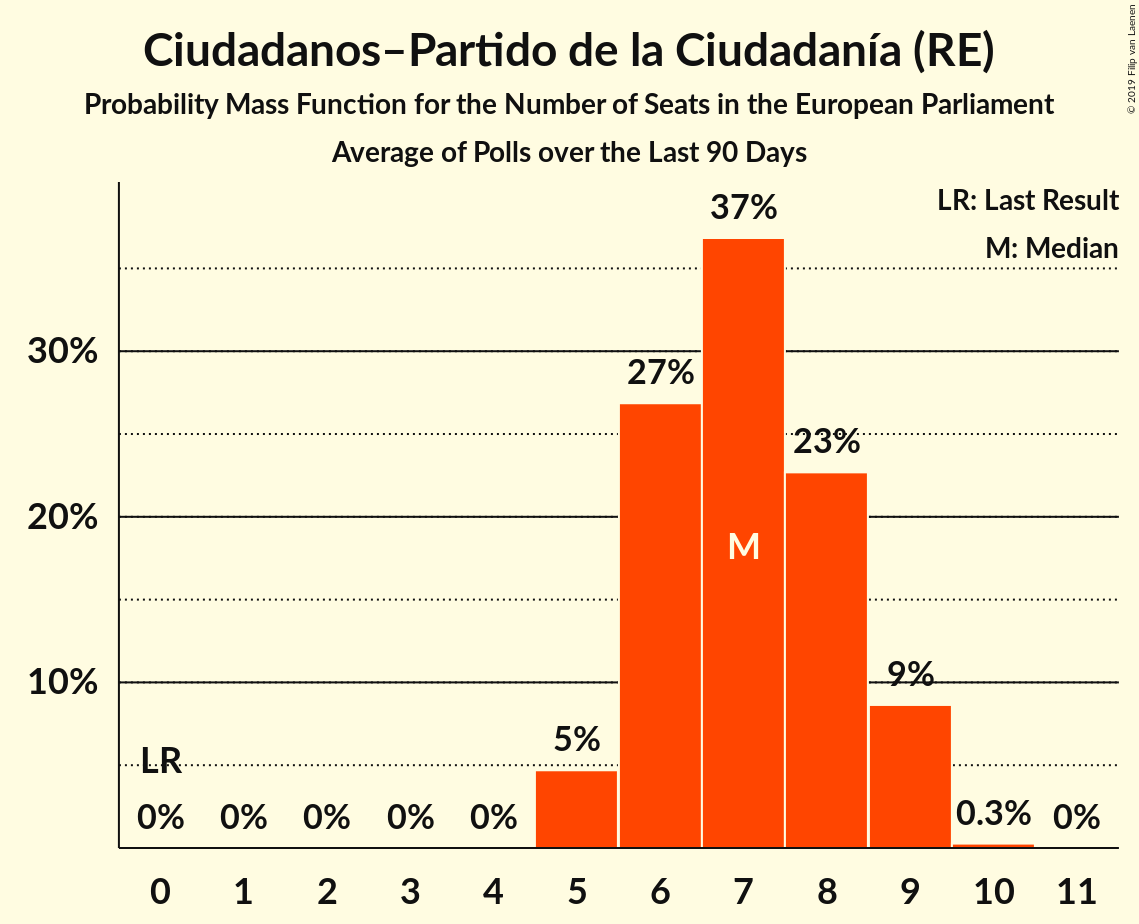 Ciudadanos–Partido de la Ciudadanía (RE)
Probability Mass Function for the Number of Seats in the European Parliament
Average of Polls over the Last 90 Days
© 2019 Filip van Laenen
LR: Last Result
M: Median
37%
30%
27%
23%
20%
M
10%
9%
5%
LR
0% 0% 0% 0% 0% 0.3% 0%
0 1 2 3 4 5 6 7 8 9 10 11